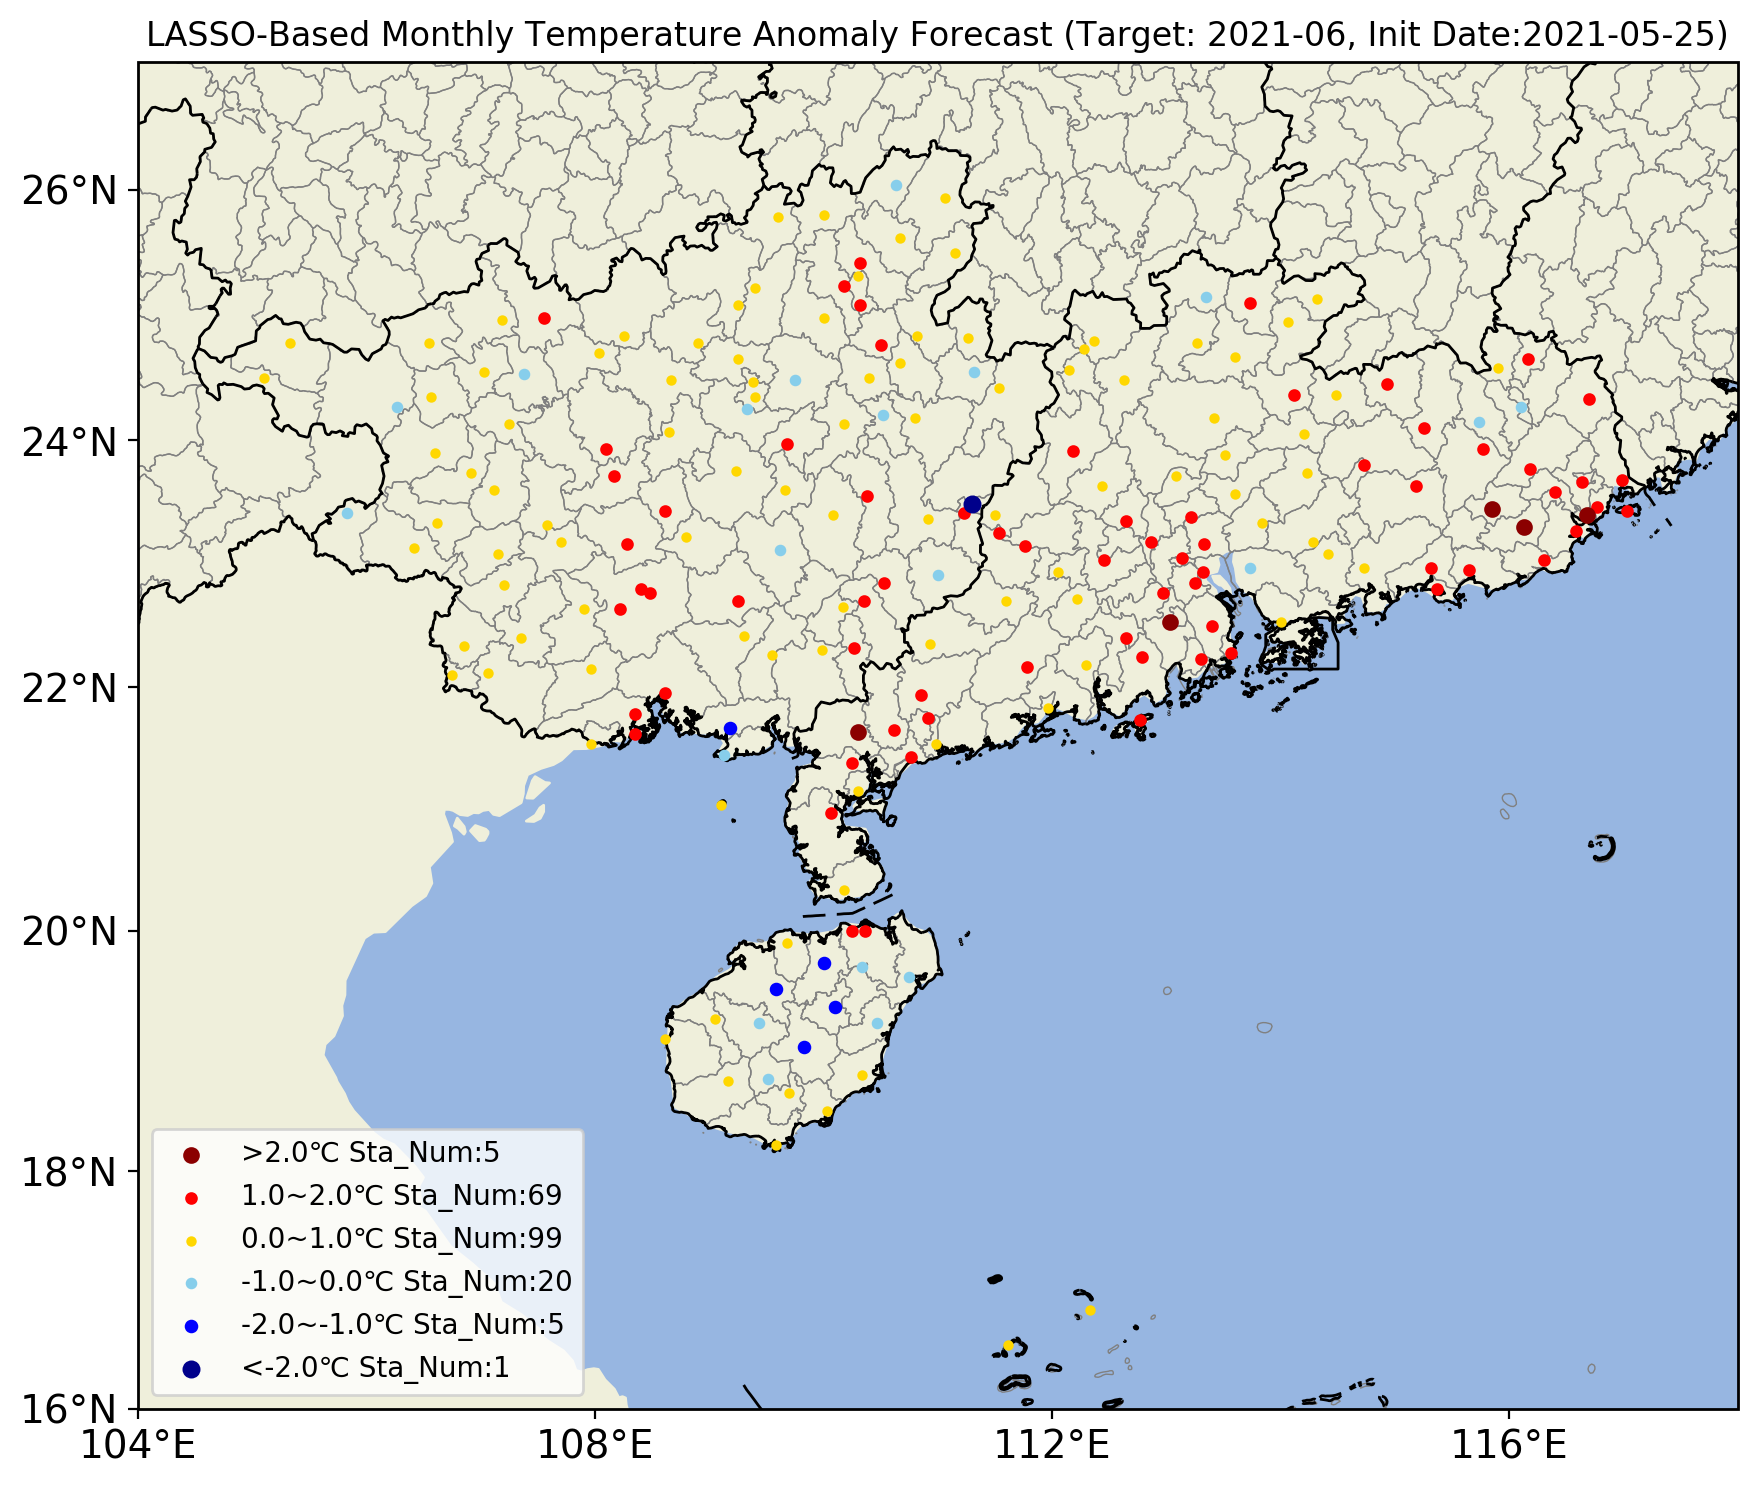 LASSO-Based Monthly Temperature Anomaly Forecast (Target: 2021-06, Init Date:2021-05-25)
26°N
24°N
22°N
20°N
18°N
16°N
>2.0℃ Sta_Num:5
1.0~2.0℃ Sta_Num:69
0.0~1.0℃ Sta_Num:99
-1.0~0.0℃ Sta_Num:20
-2.0~-1.0℃ Sta_Num:5
<-2.0℃ Sta_Num:1
104°E
108°E
112°E
116°E